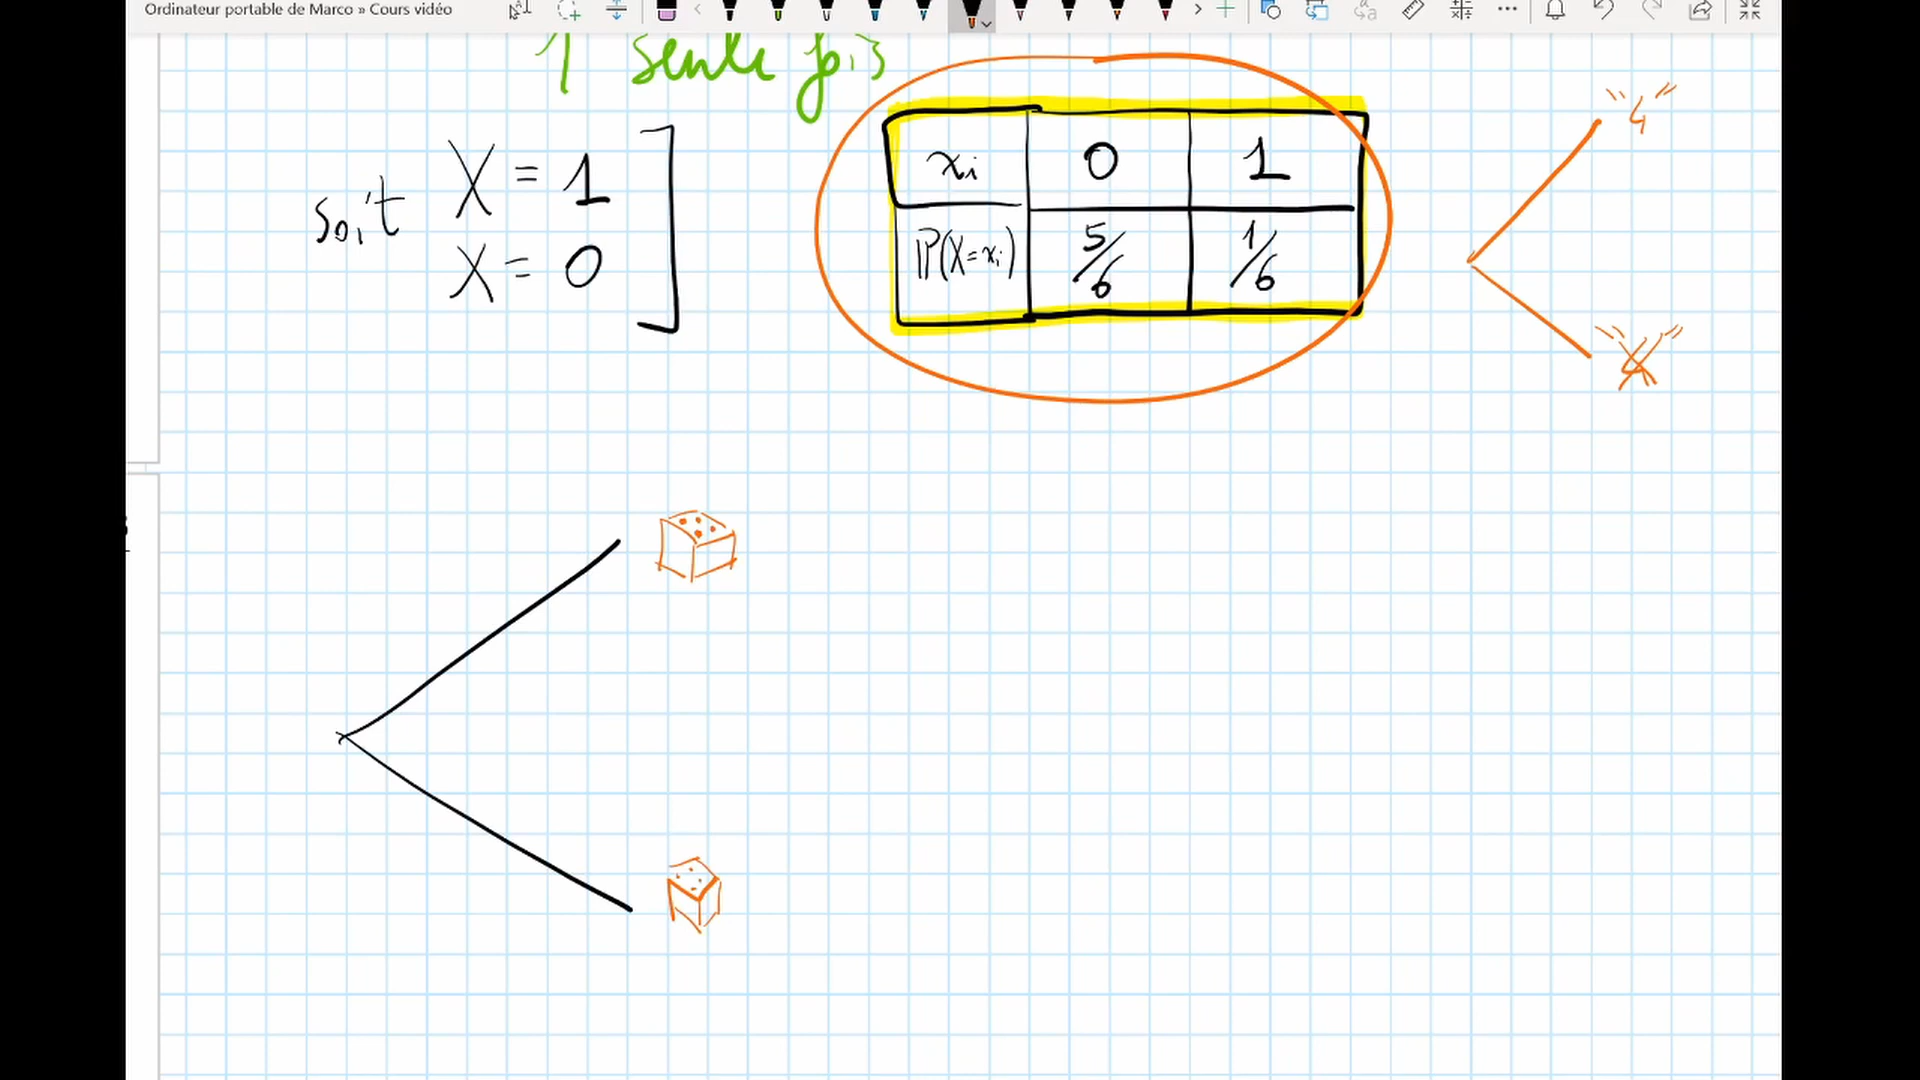 Ordinateur portable de Marco » Cours vidéo
1 seule fois
soit X = 1
X = 0
xi 0 1
P(X=xi) 5/6 1/6
"4"
"4"